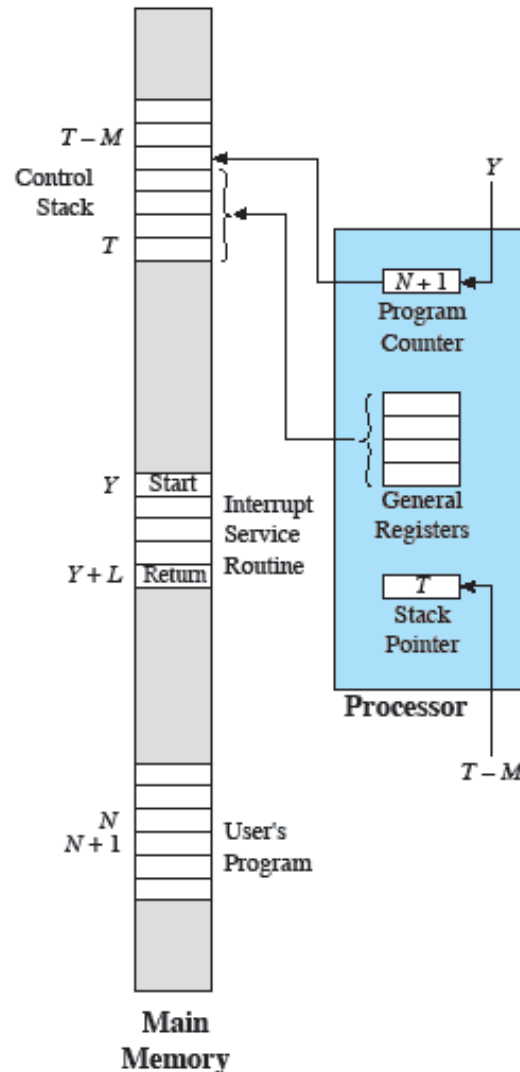 T – M
Control
Stack
T
Y
N + 1
Program
Counter
General
Registers
T
Stack
Pointer
Processor
T – M
Y
Start
Interrupt
Service
Routine
Y + L
Return
N
N + 1
User's
Program
Main
Memory